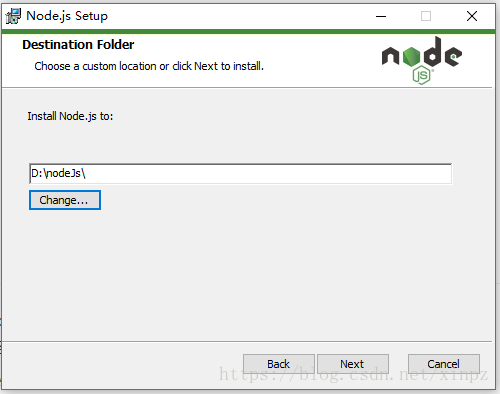 Node.js Setup
Destination Folder
Choose a custom location or click Next to install.
node
JS
Install Node.js to:
D:\nodeJs\
Change...
Back
Next
Cancel
https://blog.csdn.net/xinpz